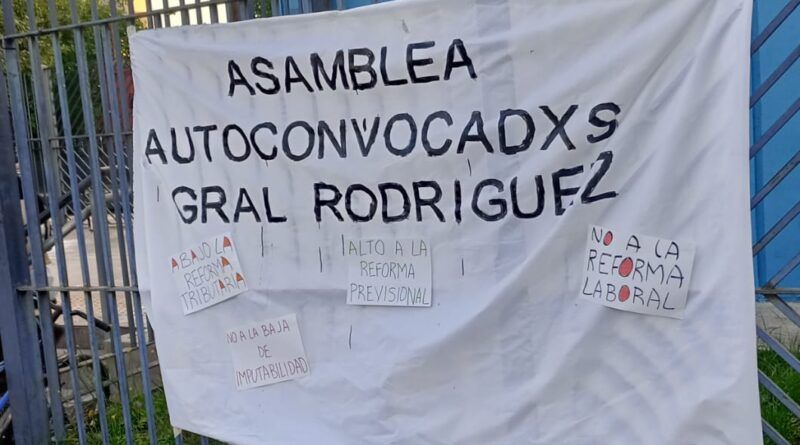 ASAMBLEA
AUTOCONVOCADXS
GRAL RODRIGUEZ
ABAJO LA
REFORMA
TRIBUTARIA
ALTO A LA
REFORMA
PREVISIONAL
NO A LA
REFORMA
LABORAL
NO A LA BAJA
DE
IMPUTABILIDAD